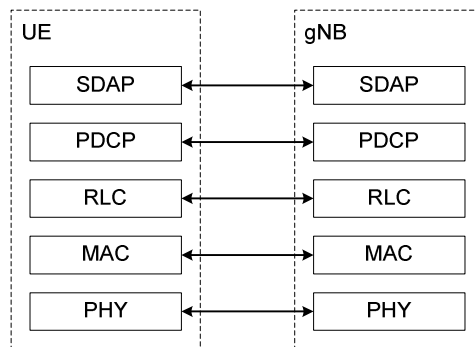 UE gNB
SDAP SDAP
PDCP PDCP
RLC RLC
MAC MAC
PHY PHY